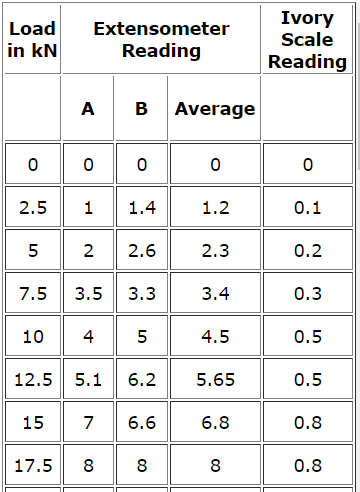 Load in kN Extensometer Reading Ivory Scale Reading
A B Average
0 0 0 0 0
2.5 1 1.4 1.2 0.1
5 2 2.6 2.3 0.2
7.5 3.5 3.3 3.4 0.3
10 4 5 4.5 0.5
12.5 5.1 6.2 5.65 0.5
15 7 6.6 6.8 0.8
17.5 8 8 8 0.8